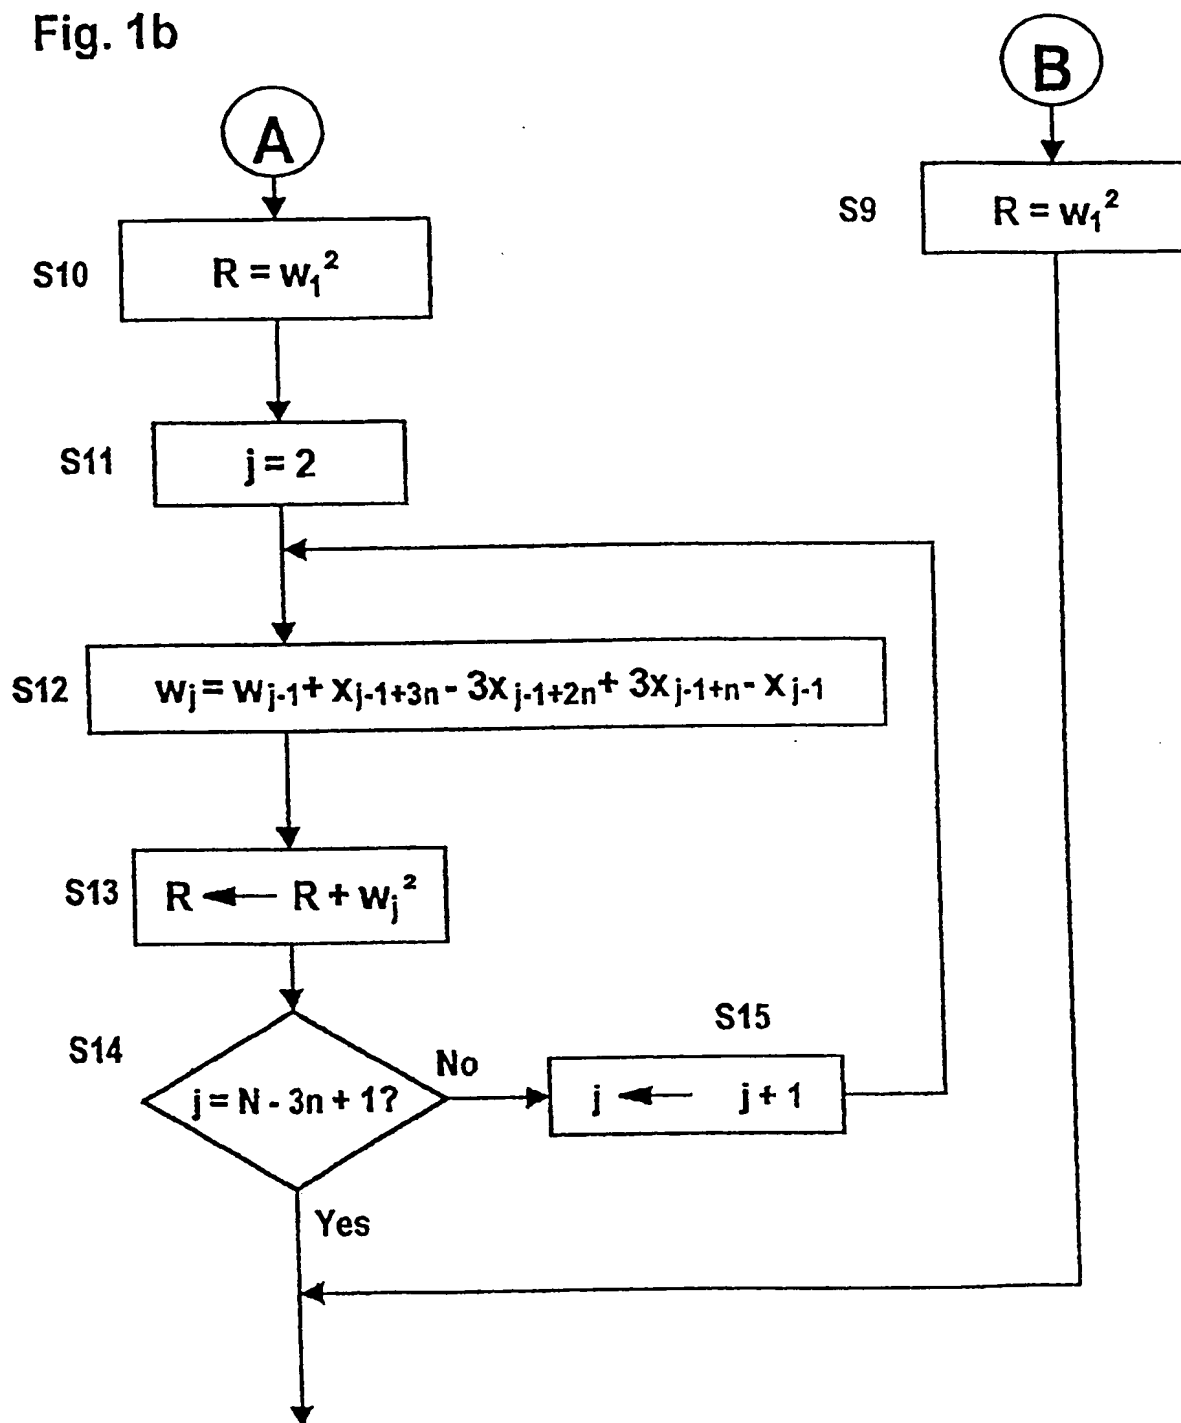 Fig. 1b
A
B
S9
R = w₁²
S10
R = w₁²
S11
j = 2
S12
wⱼ = wⱼ₋₁ + xⱼ₋₁₊₃ₙ - 3xⱼ₋₁₊₂ₙ + 3xⱼ₋₁₊ₙ - xⱼ₋₁
S13
R ← R + wⱼ²
S14
j = N - 3n + 1?
No
S15
j ← j + 1
Yes